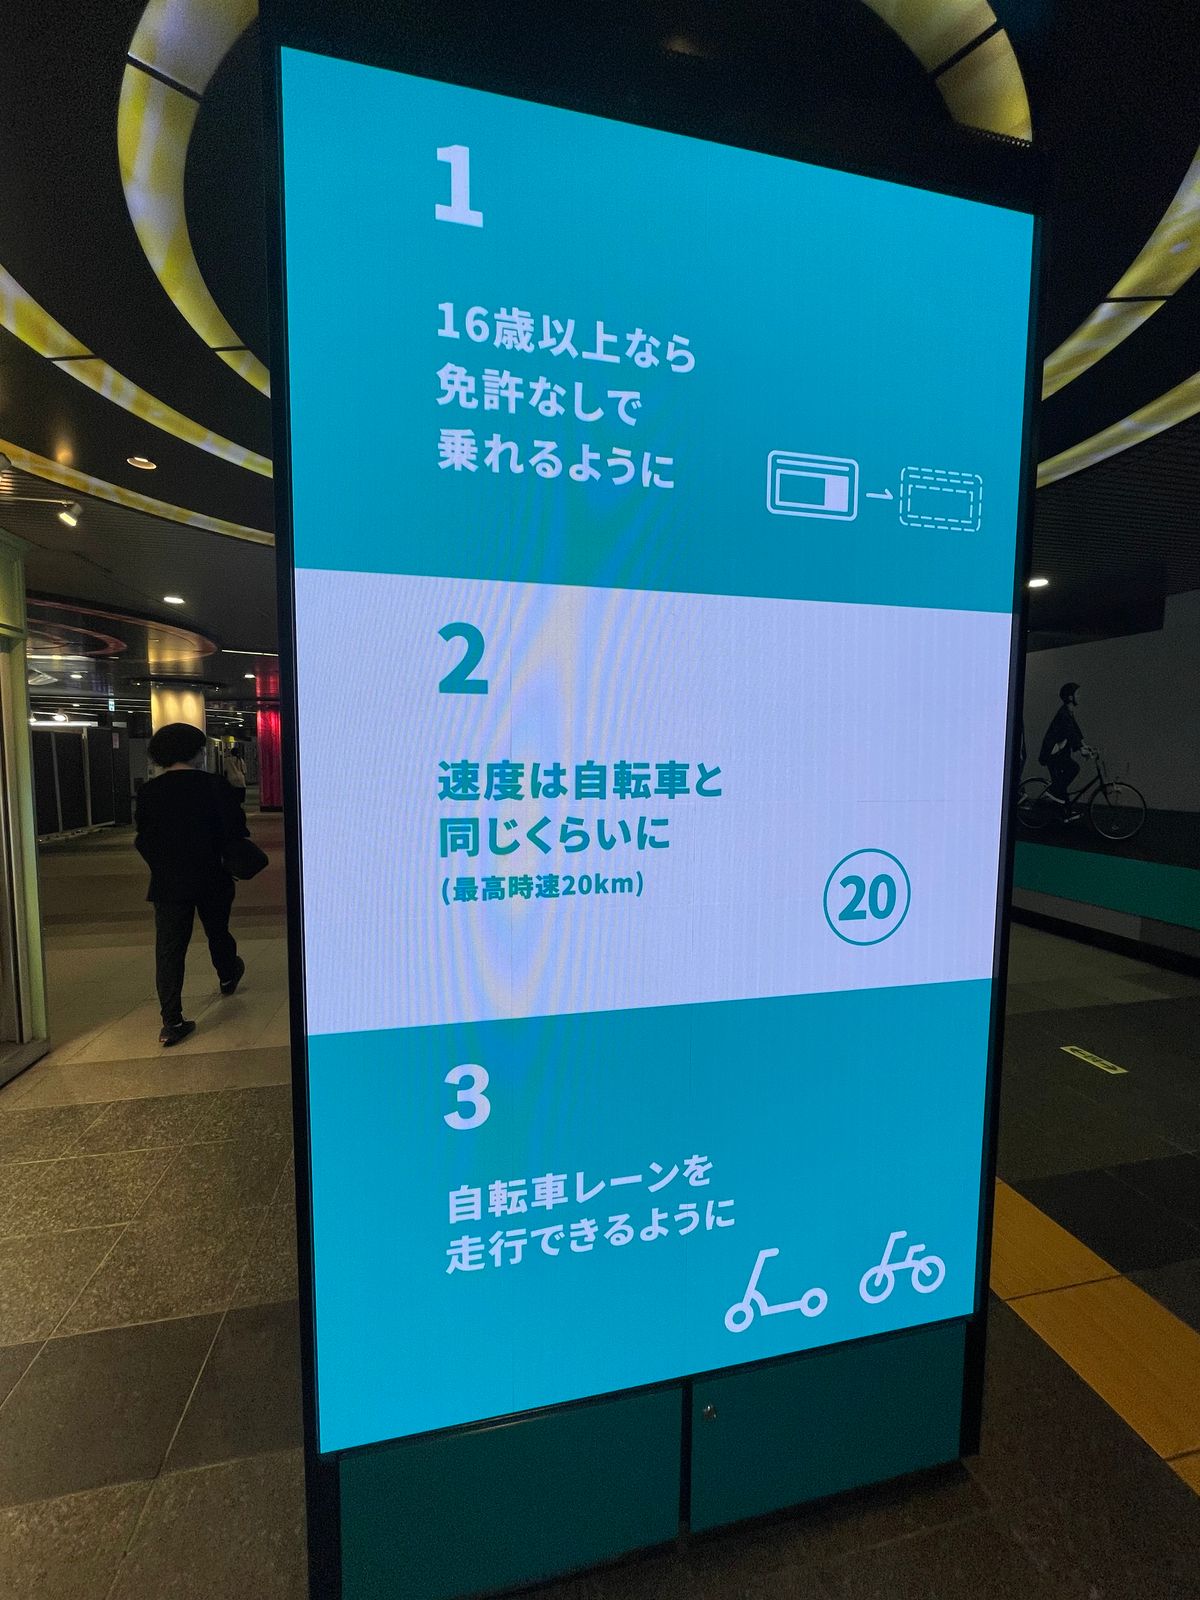 1
16歳以上なら
免許なしで
乗れるように
2
速度は自転車と
同じくらいに
(最高時速20km)
20
3
自転車レーンを
走行できるように